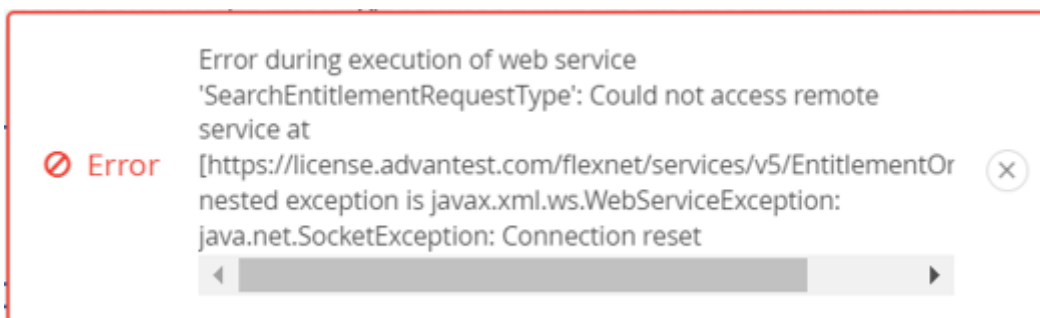 Error during execution of web service
'SearchEntitlementRequestType': Could not access remote
service at
Error
[https://license.advantest.com/flexnet/services/v5/EntitlementOr
nested exception is javax.xml.ws.WebServiceException:
java.net.SocketException: Connection reset